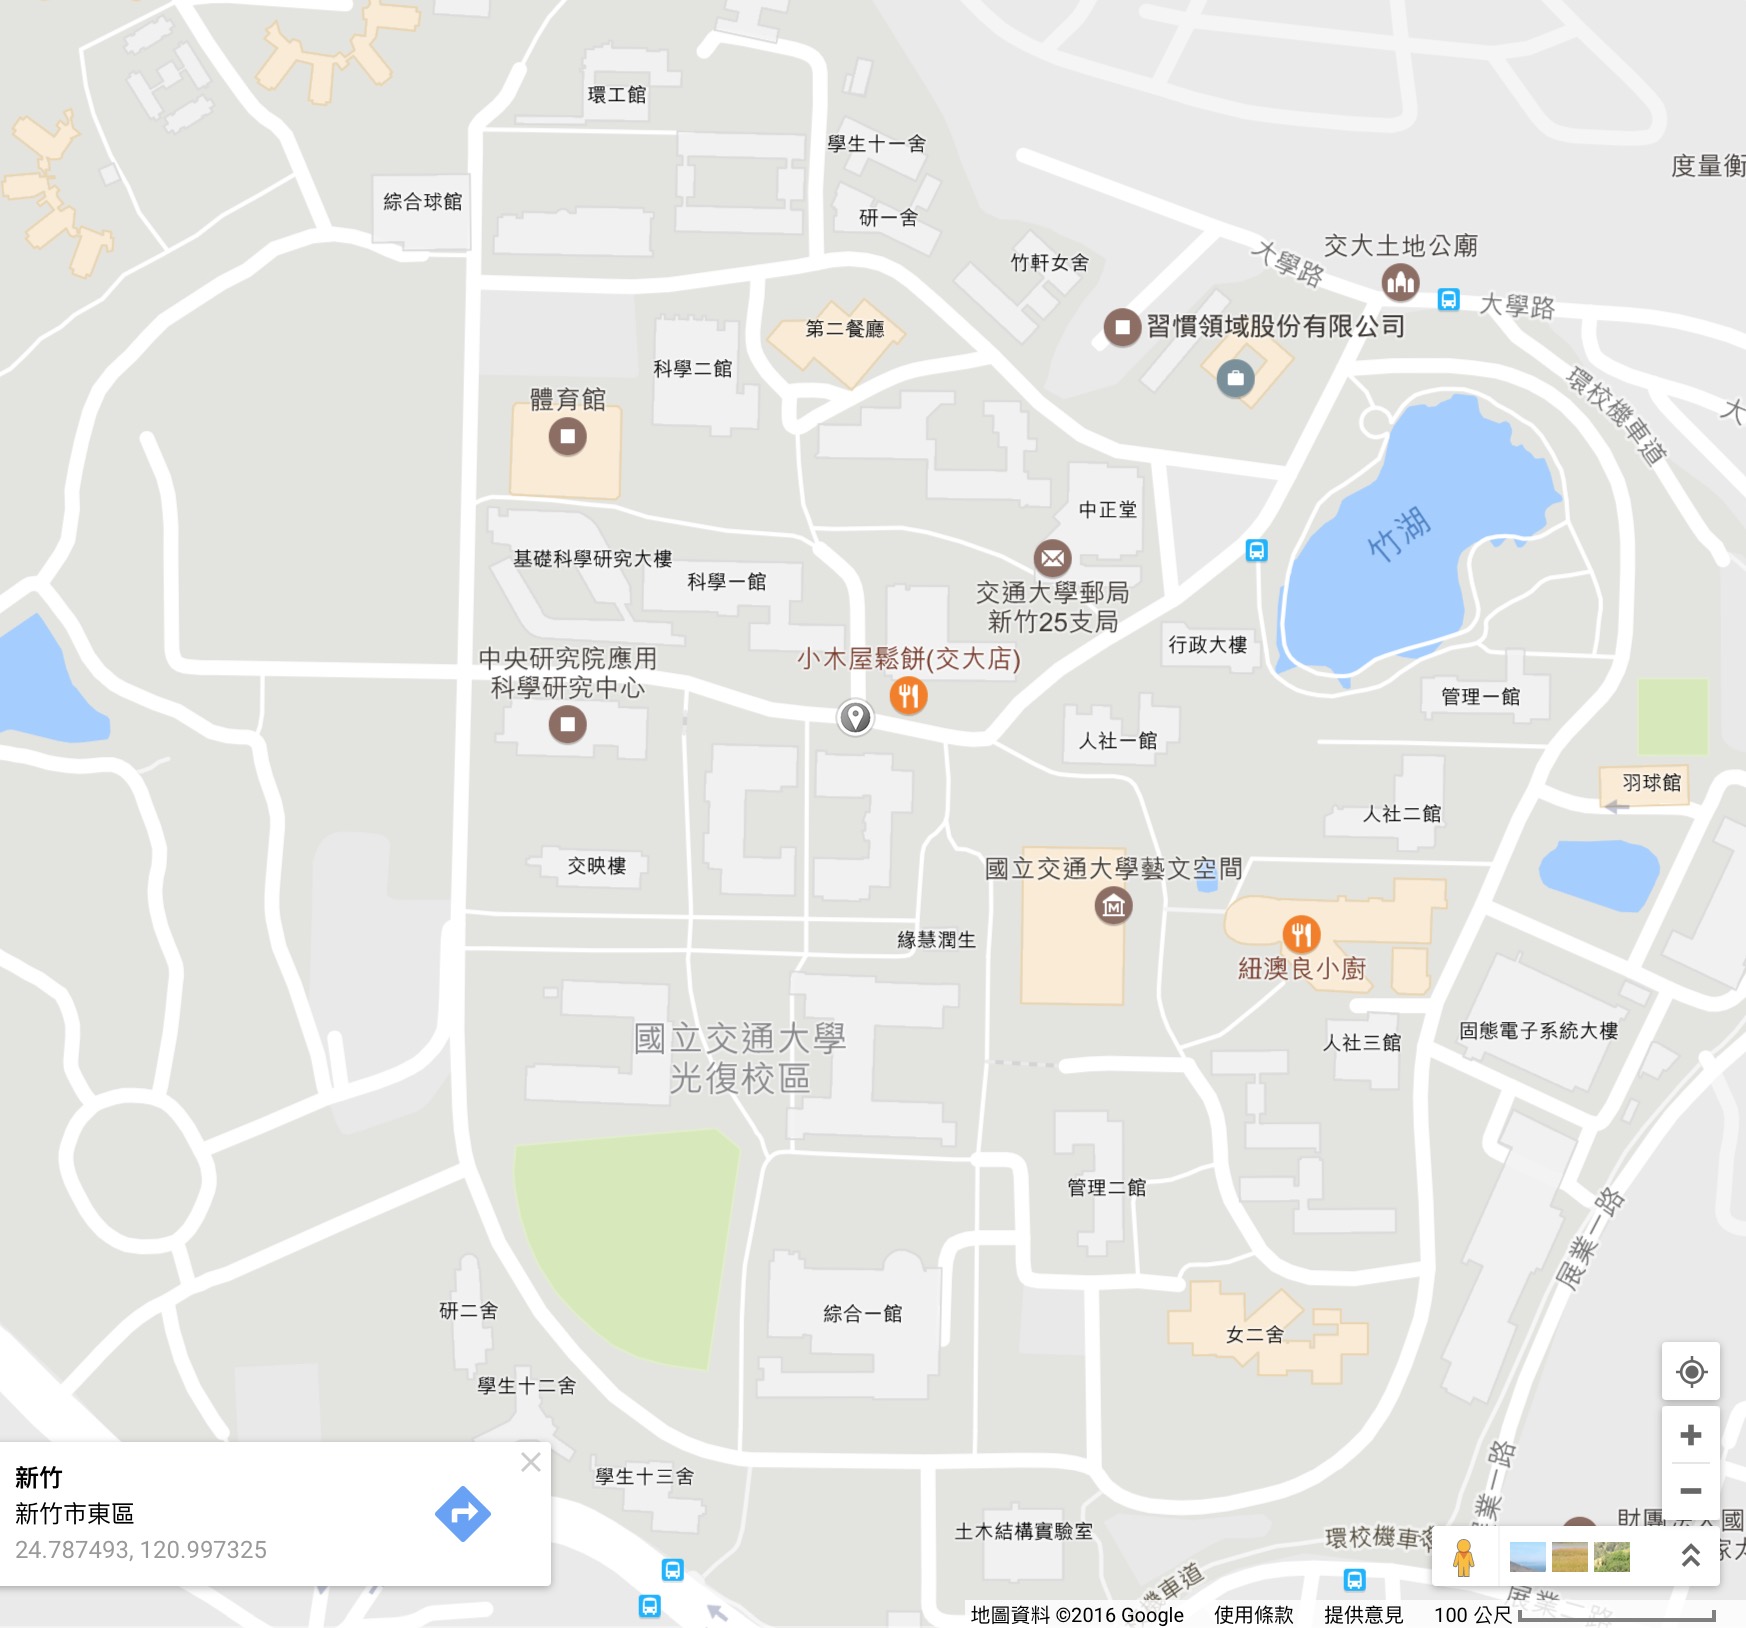 環工館
學生十一舍
度量衡
綜合球館
研一舍
竹軒女舍
大學路
交大土地公廟
大學路
習慣領域股份有限公司
第二餐廳
科學二館
體育館
環校機車道
大
中正堂
竹湖
基礎科學研究大樓
科學一館
交通大學郵局
新竹25支局
行政大樓
中央研究院應用
科學研究中心
小木屋鬆餅(交大店)
管理一館
人社一館
羽球館
人社二館
交映樓
國立交通大學藝文空間
緣慧潤生
紐澳良小廚
國立交通大學
光復校區
人社三館
固態電子系統大樓
管理二館
展業一路
研二舍
綜合一館
女二舍
學生十二舍
學生十三舍
展業一路
土木結構實驗室
環校機車道
機車道
新竹
新竹市東區
24.787493, 120.997325
地圖資料 ©2016 Google
使用條款
提供意見
100 公尺